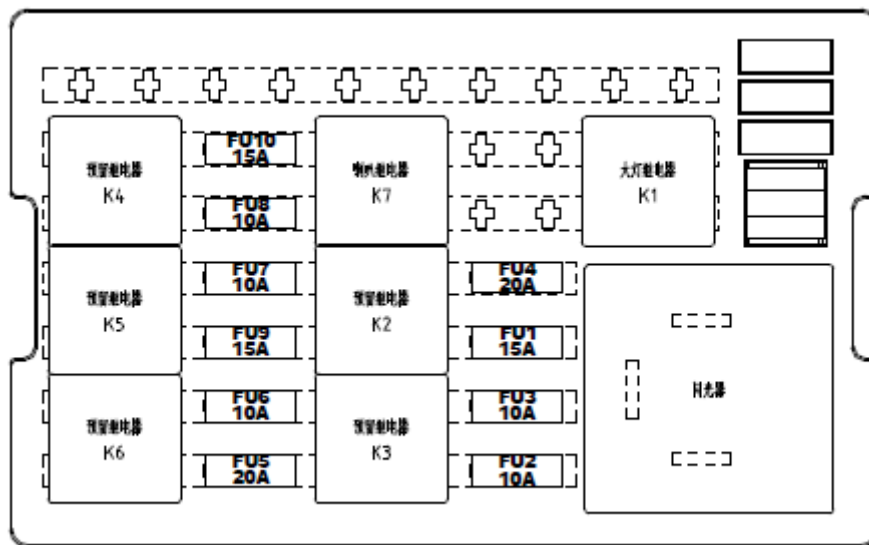 预留继电器
K4
FU10
15A
FU8
10A
喇叭继电器
K7
大灯继电器
K1
预留继电器
K5
FU7
10A
FU9
15A
预留继电器
K2
FU4
20A
FU1
15A
预留继电器
K6
FU6
10A
FU5
20A
预留继电器
K3
FU3
10A
FU2
10A
闪光器